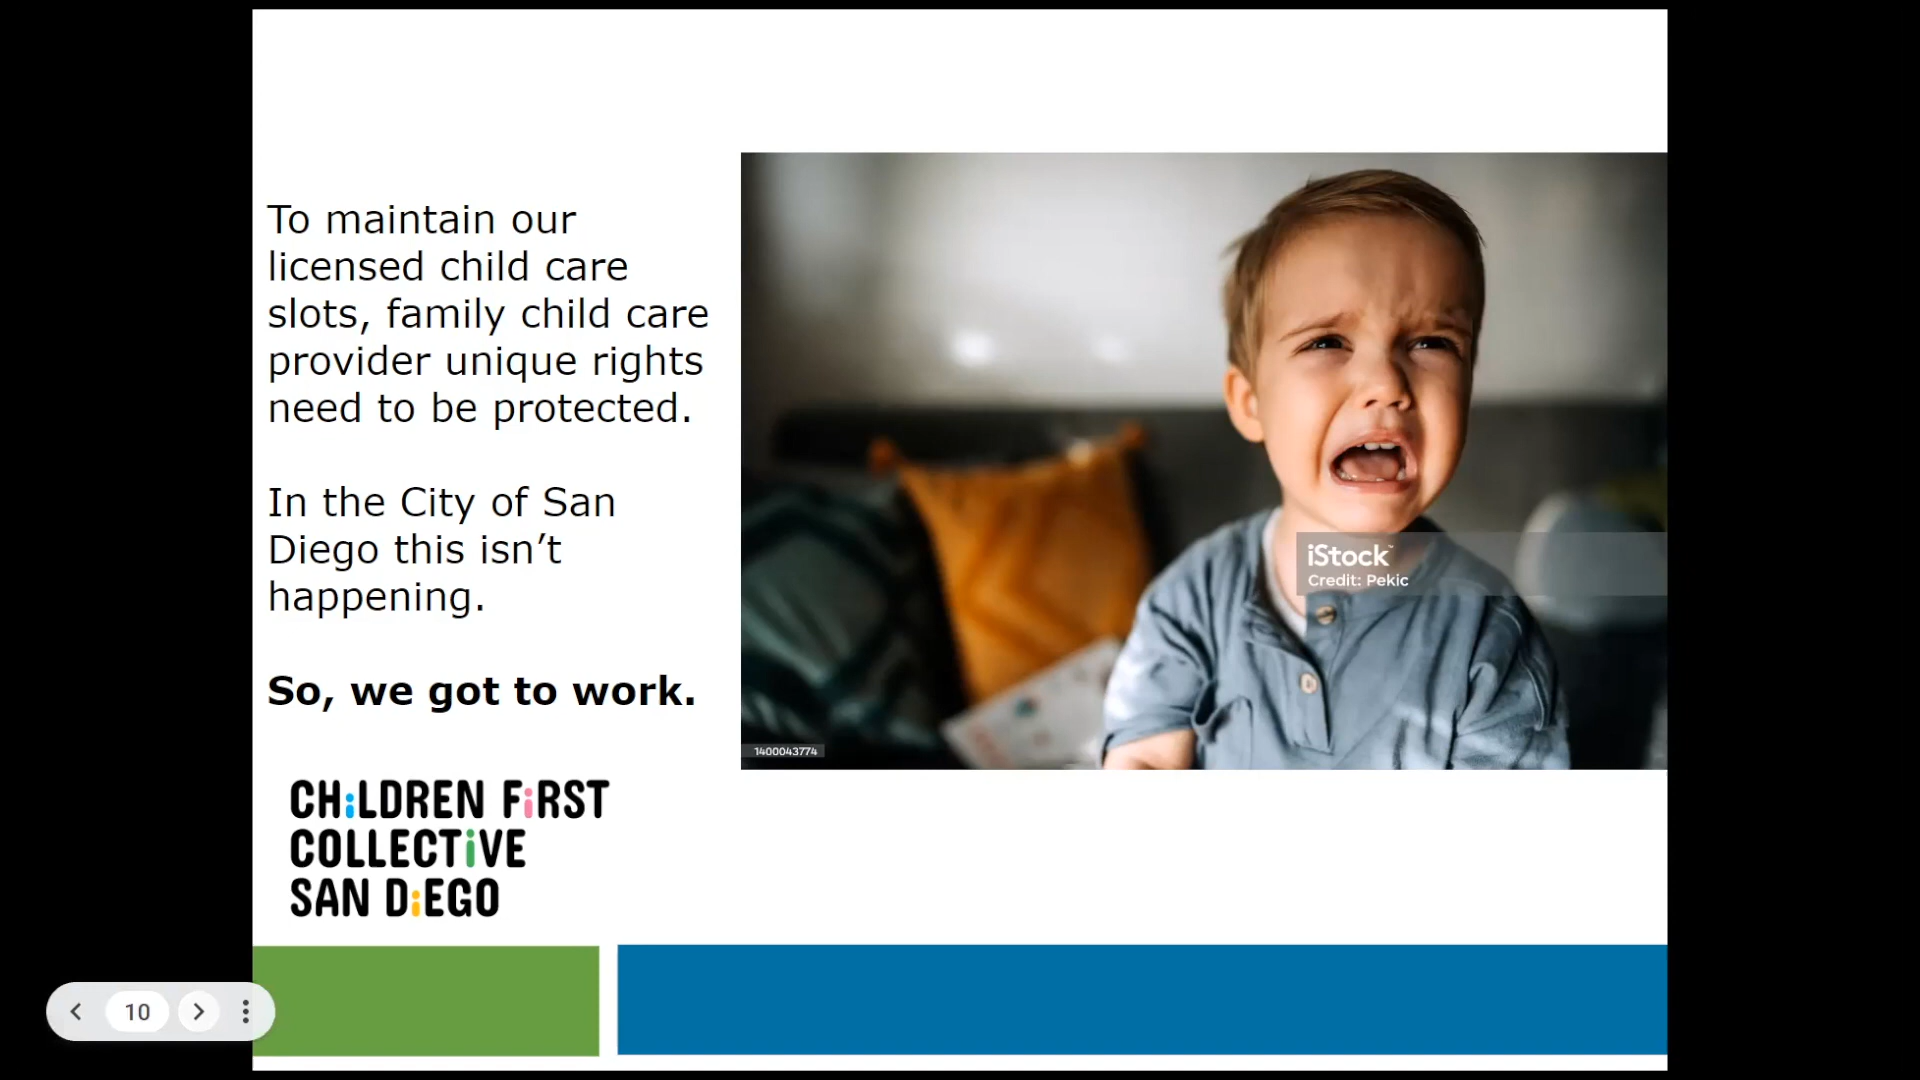 To maintain our
licensed child care
slots, family child care
provider unique rights
need to be protected.
In the City of San
Diego this isn’t
happening.
So, we got to work.
iStock™
Credit: Pekic
1400043774
CHiLDREN FiRST
COLLECTiVE
SAN DiEGO
10